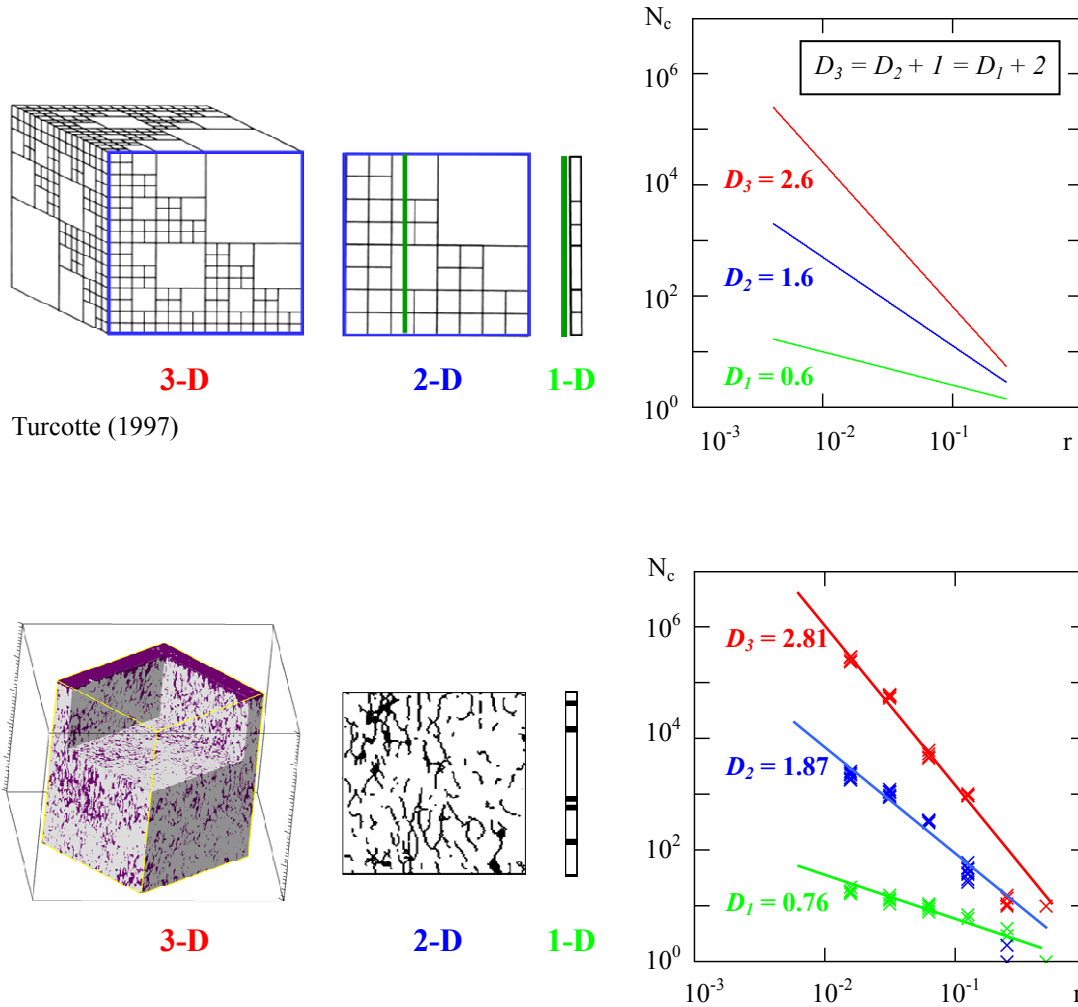 N_c
10^6
10^4
10^2
10^0
D_3 = D_2 + 1 = D_1 + 2
D_3 = 2.6
D_2 = 1.6
D_1 = 0.6
10^-3 10^-2 10^-1 r
3-D 2-D 1-D
Turcotte (1997)
N_c
10^6
10^4
10^2
10^0
D_3 = 2.81
D_2 = 1.87
D_1 = 0.76
10^-3 10^-2 10^-1 r
3-D 2-D 1-D